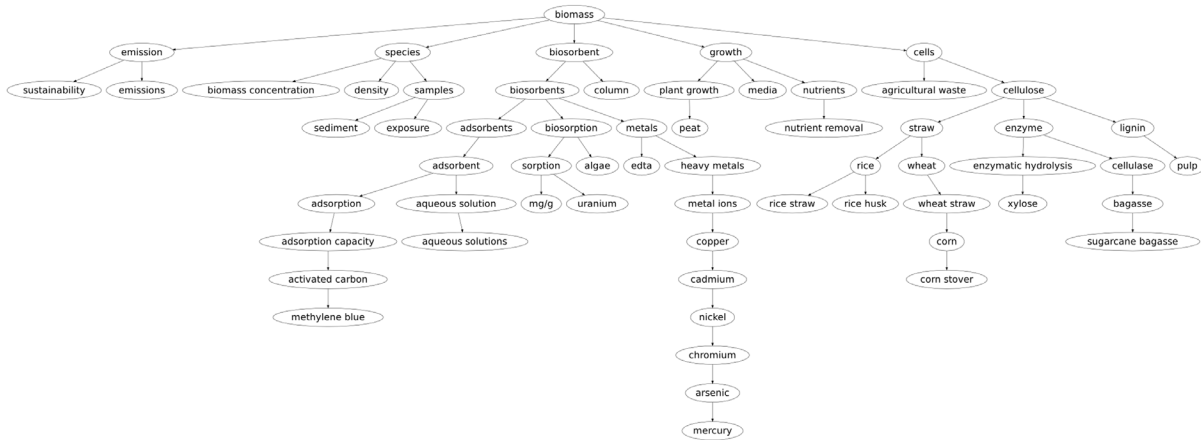 biomass
emission
species
biosorbent
growth
cells
sustainability
emissions
biomass concentration
density
samples
biosorbents
column
plant growth
media
nutrients
agricultural waste
cellulose
sediment
exposure
adsorbents
biosorption
metals
peat
nutrient removal
straw
enzyme
lignin
adsorbent
sorption
algae
edta
heavy metals
rice
wheat
enzymatic hydrolysis
cellulase
pulp
adsorption
aqueous solution
mg/g
uranium
metal ions
rice straw
rice husk
wheat straw
xylose
bagasse
adsorption capacity
aqueous solutions
copper
corn
sugarcane bagasse
activated carbon
cadmium
corn stover
methylene blue
nickel
chromium
arsenic
mercury